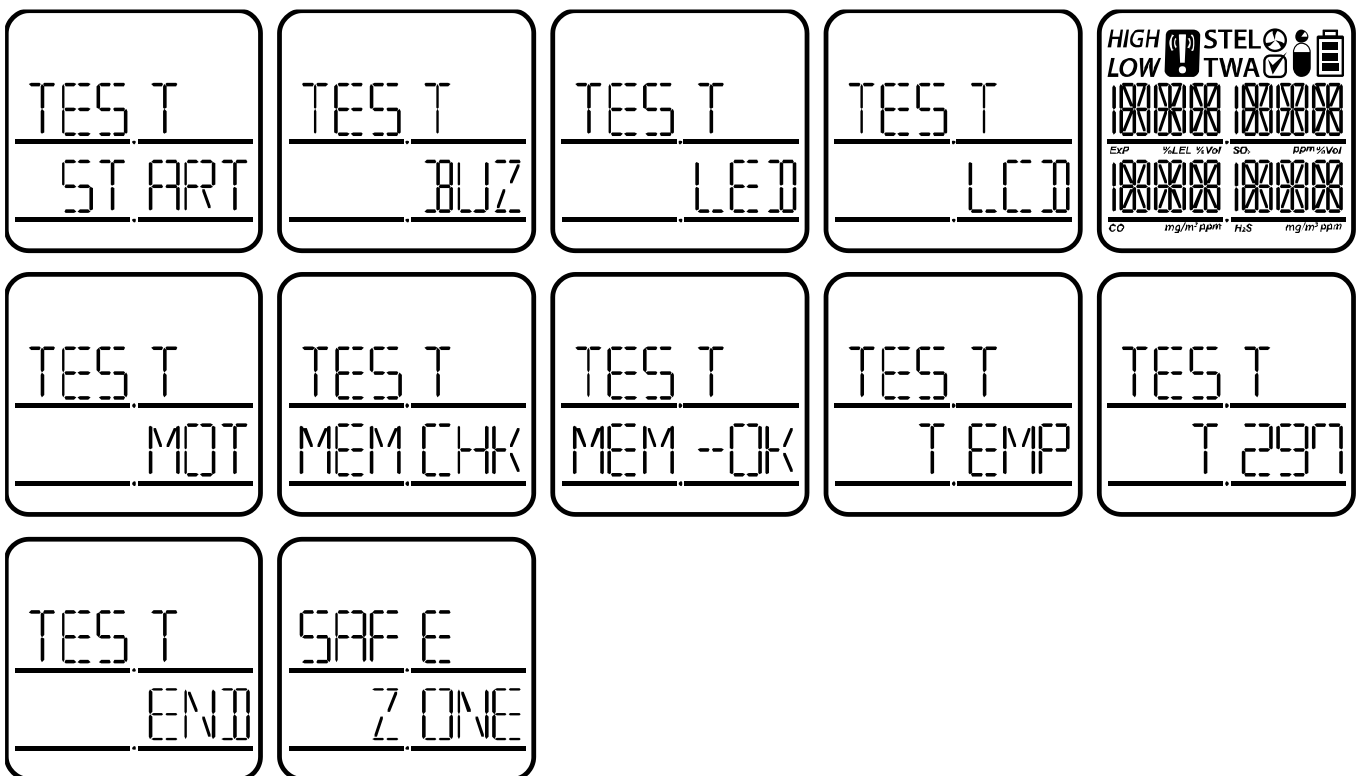 TEST
START
TEST
BUZ
TEST
LED
TEST
LCD
HIGH STEL
LOW TWA
ExP %LEL %Vol SO₂ ppm%Vol
CO mg/m³ ppm H₂S mg/m³ ppm
TEST
MOT
TEST
MEM CHK
TEST
MEM -OK
TEST
TEMP
TEST
T 297
TEST
END
SAFE
ZONE